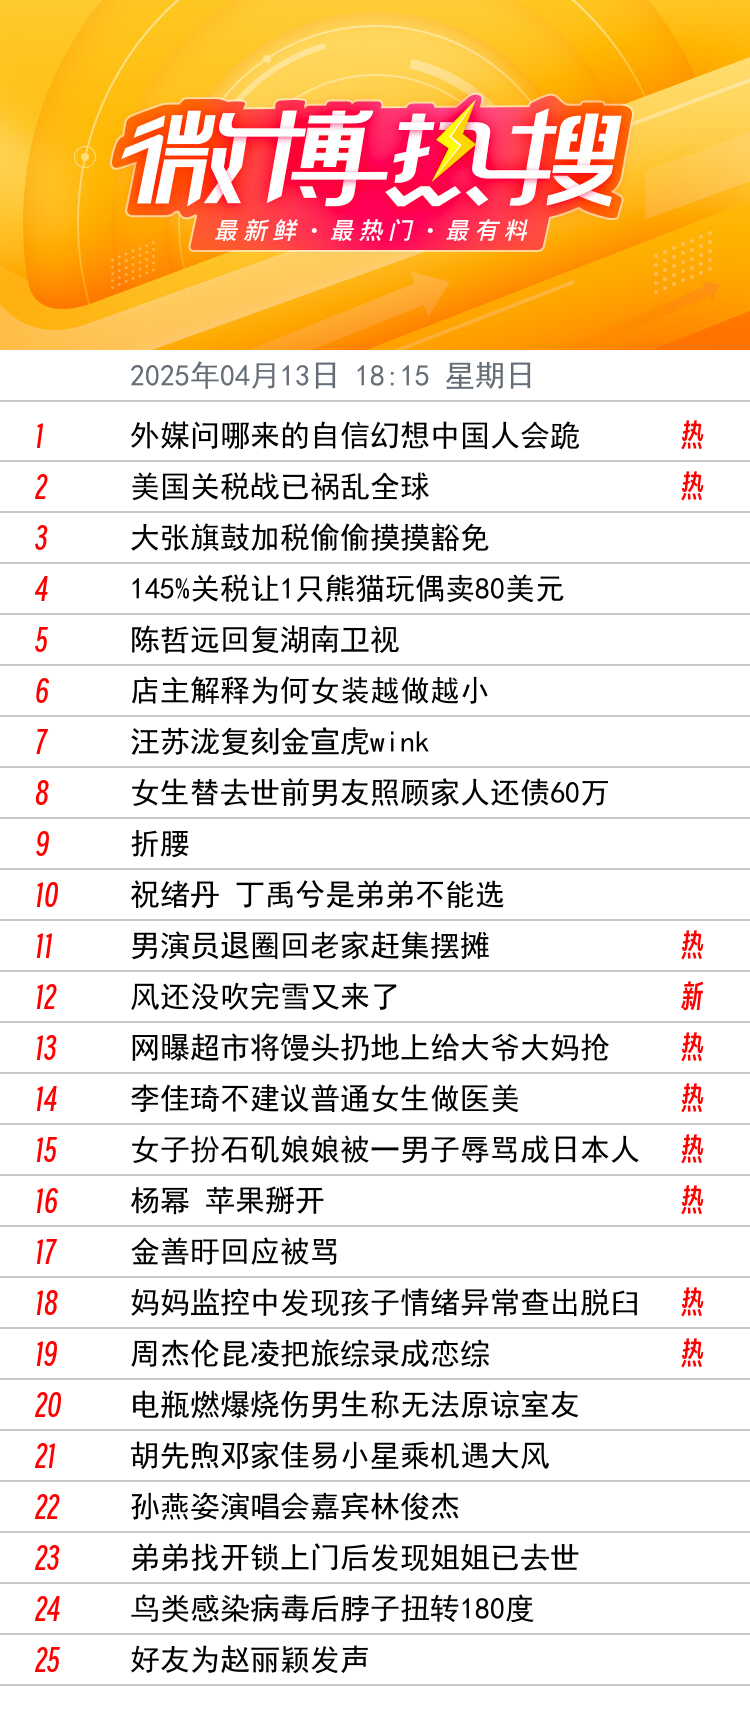 微博热搜
最新鲜·最热门·最有料
2025年04月13日 18:15 星期日
1 外媒问哪来的自信幻想中国人会跪 热
2 美国关税战已祸乱全球 热
3 大张旗鼓加税偷偷摸摸豁免
4 145%关税让1只熊猫玩偶卖80美元
5 陈哲远回复湖南卫视
6 店主解释为何女装越做越小
7 汪苏泷复刻金宣虎wink
8 女生替去世前男友照顾家人还债60万
9 折腰
10 祝绪丹 丁禹兮是弟弟不能选
11 男演员退圈回老家赶集摆摊 热
12 风还没吹完雪又来了 新
13 网曝超市将馒头扔地上给大爷大妈抢 热
14 李佳琦不建议普通女生做医美 热
15 女子扮石矶娘娘被一男子辱骂成日本人 热
16 杨幂 苹果掰开 热
17 金善旴回应被骂
18 妈妈监控中发现孩子情绪异常查出脱臼 热
19 周杰伦昆凌把旅综录成恋综 热
20 电瓶燃爆烧伤男生称无法原谅室友
21 胡先煦邓家佳易小星乘机遇大风
22 孙燕姿演唱会嘉宾林俊杰
23 弟弟找开锁上门后发现姐姐已去世
24 鸟类感染病毒后脖子扭转180度
25 好友为赵丽颖发声